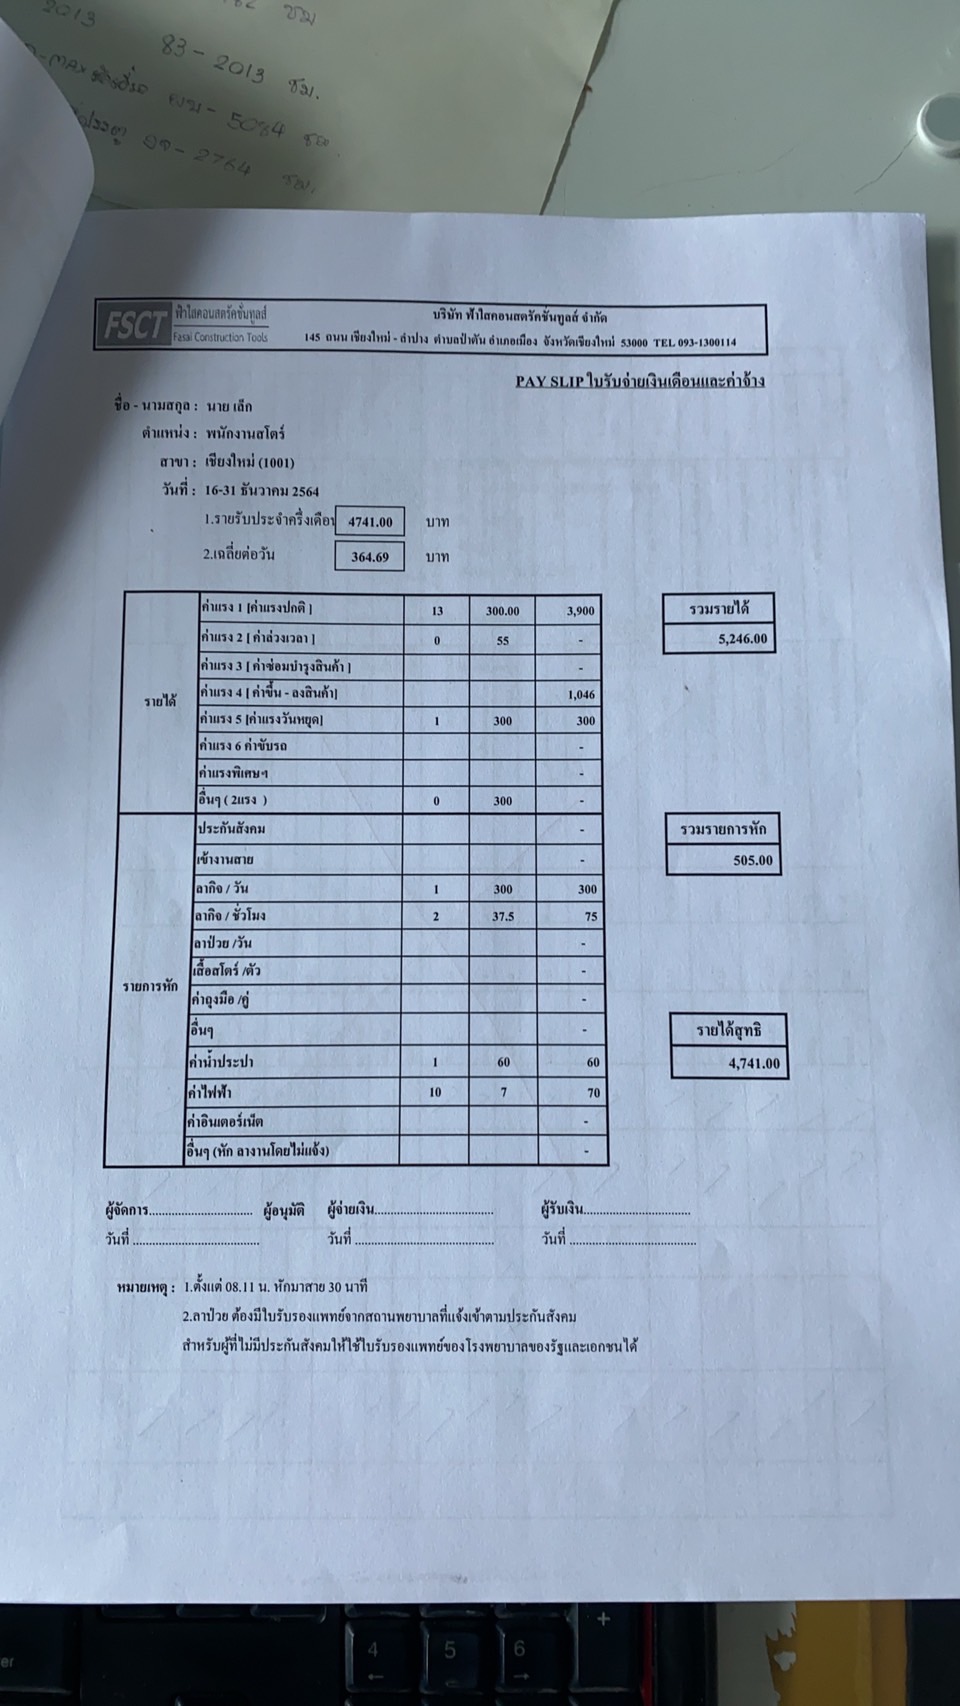 2013
83 - 2013 ชม.
5084
2764 ชม.
FSCT ฟ้าใสคอนสตรัคชั่นทูลส์
Fasai Construction Tools
บริษัท ฟ้าใสคอนสตรัคชั่นทูลส์ จำกัด
145 ถนน เชียงใหม่ - ลำปาง ตำบลป่าตัน อำเภอเมือง จังหวัดเชียงใหม่ 53000 TEL 093-1300114
PAY SLIP ใบรับจ่ายเงินเดือนและค่าจ้าง
ชื่อ - นามสกุล : นาย เล็ก
ตำแหน่ง : พนักงานสโตร์
สาขา : เชียงใหม่ (1001)
วันที่ : 16-31 ธันวาคม 2564
1.รายรับประจำครึ่งเดือน 4741.00 บาท
2.เฉลี่ยต่อวัน 364.69 บาท
รายได้
ค่าแรง 1 [ค่าแรงปกติ ] 13 300.00 3,900
ค่าแรง 2 [ ค่าล่วงเวลา ] 0 55 -
ค่าแรง 3 [ ค่าซ่อมบำรุงสินค้า ] -
ค่าแรง 4 [ ค่าขึ้น - ลงสินค้า] 1,046
ค่าแรง 5 [ค่าแรงวันหยุด] 1 300 300
ค่าแรง 6 ค่าขับรถ -
ค่าแรงพิเศษฯ -
อื่นๆ ( 2แรง ) 0 300 -
รวมรายได้
5,246.00
รายการหัก
ประกันสังคม -
เข้างานสาย -
ลากิจ / วัน 1 300 300
ลากิจ / ชั่วโมง 2 37.5 75
ลาป่วย /วัน -
เสื้อสโตร์ /ตัว -
ค่าถุงมือ /คู่ -
อื่นๆ -
ค่าน้ำประปา 1 60 60
ค่าไฟฟ้า 10 7 70
ค่าอินเตอร์เน็ต -
อื่นๆ (หัก ลางานโดยไม่แจ้ง) -
รวมรายการหัก
505.00
รายได้สุทธิ
4,741.00
ผู้จัดการ................................ ผู้อนุมัติ ผู้จ่ายเงิน.................................... ผู้รับเงิน.................................
วันที่ ...................................... วันที่ .......................................... วันที่ .......................................
หมายเหตุ : 1.ตั้งแต่ 08.11 น. หักมาสาย 30 นาที
2.ลาป่วย ต้องมีใบรับรองแพทย์จากสถานพยาบาลที่แจ้งเข้าตามประกันสังคม
สำหรับผู้ที่ไม่มีประกันสังคมให้ใช้ใบรับรองแพทย์ของโรงพยาบาลของรัฐและเอกชนได้
+
4 5 6
← →